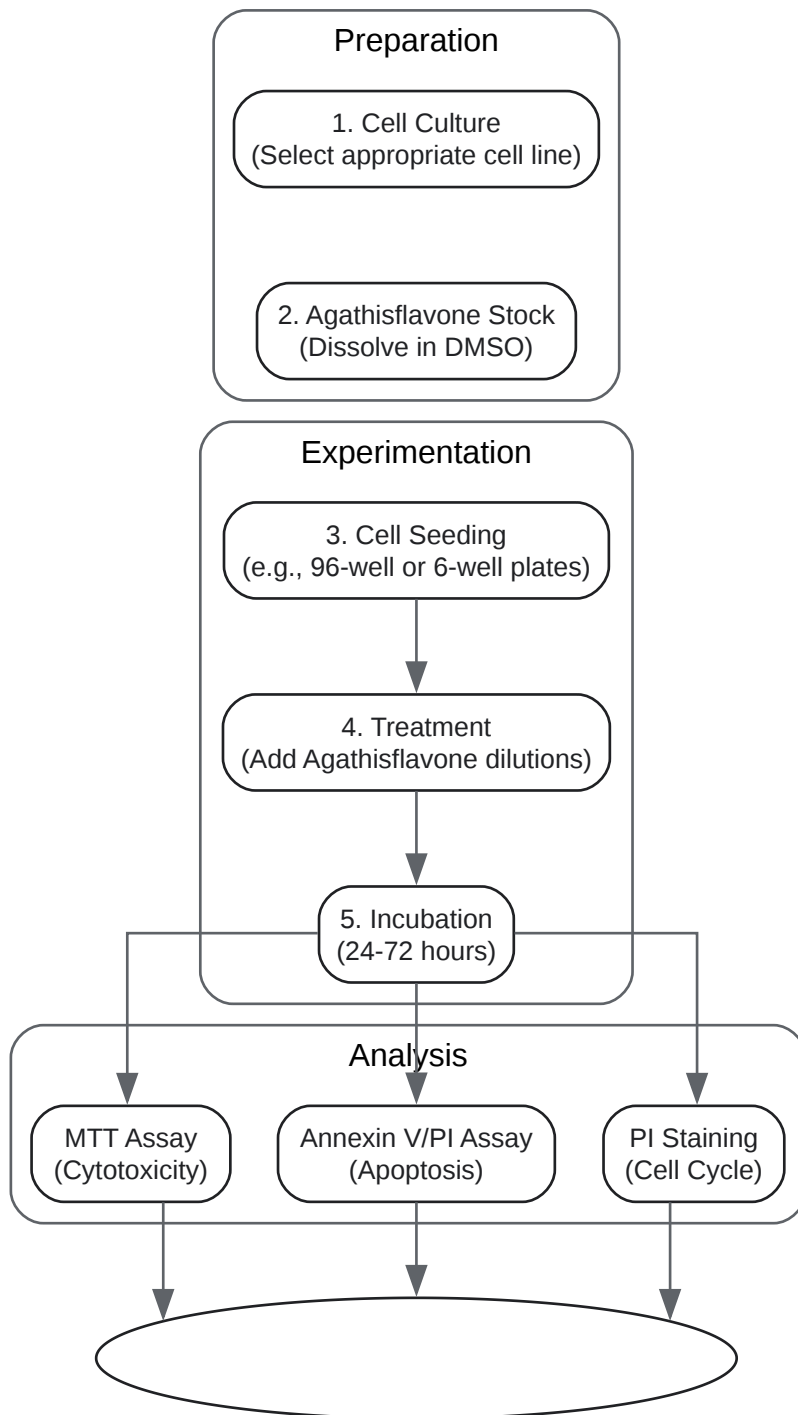 Preparation
1. Cell Culture
(Select appropriate cell line)
2. Agathisflavone Stock
(Dissolve in DMSO)
Experimentation
3. Cell Seeding
(e.g., 96-well or 6-well plates)
4. Treatment
(Add Agathisflavone dilutions)
5. Incubation
(24-72 hours)
Analysis
MTT Assay
(Cytotoxicity)
Annexin V/PI Assay
(Apoptosis)
PI Staining
(Cell Cycle)